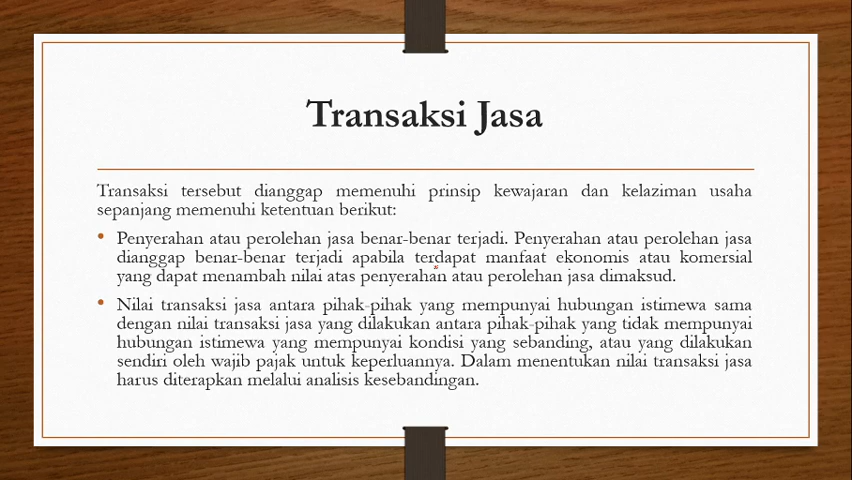 Transaksi Jasa
Transaksi tersebut dianggap memenuhi prinsip kewajaran dan kelaziman usaha
sepanjang memenuhi ketentuan berikut:
• Penyerahan atau perolehan jasa benar-benar terjadi. Penyerahan atau perolehan jasa
dianggap benar-benar terjadi apabila terdapat manfaat ekonomis atau komersial
yang dapat menambah nilai atas penyerahan atau perolehan jasa dimaksud.
• Nilai transaksi jasa antara pihak-pihak yang mempunyai hubungan istimewa sama
dengan nilai transaksi jasa yang dilakukan antara pihak-pihak yang tidak mempunyai
hubungan istimewa yang mempunyai kondisi yang sebanding, atau yang dilakukan
sendiri oleh wajib pajak untuk keperluannya. Dalam menentukan nilai transaksi jasa
harus diterapkan melalui analisis kesebandingan.